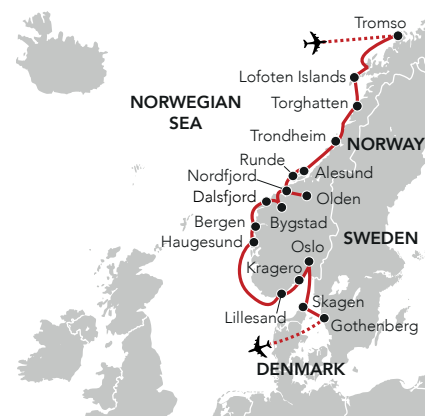 Tromso
Lofoten Islands
NORWEGIAN
SEA
Torghatten
Trondheim
NORWAY
Runde
Alesund
Nordfjord
Dalsfjord
Olden
Bergen
Bygstad
Haugesund
Oslo
SWEDEN
Kragero
Skagen
Lillesand
Gothenberg
DENMARK